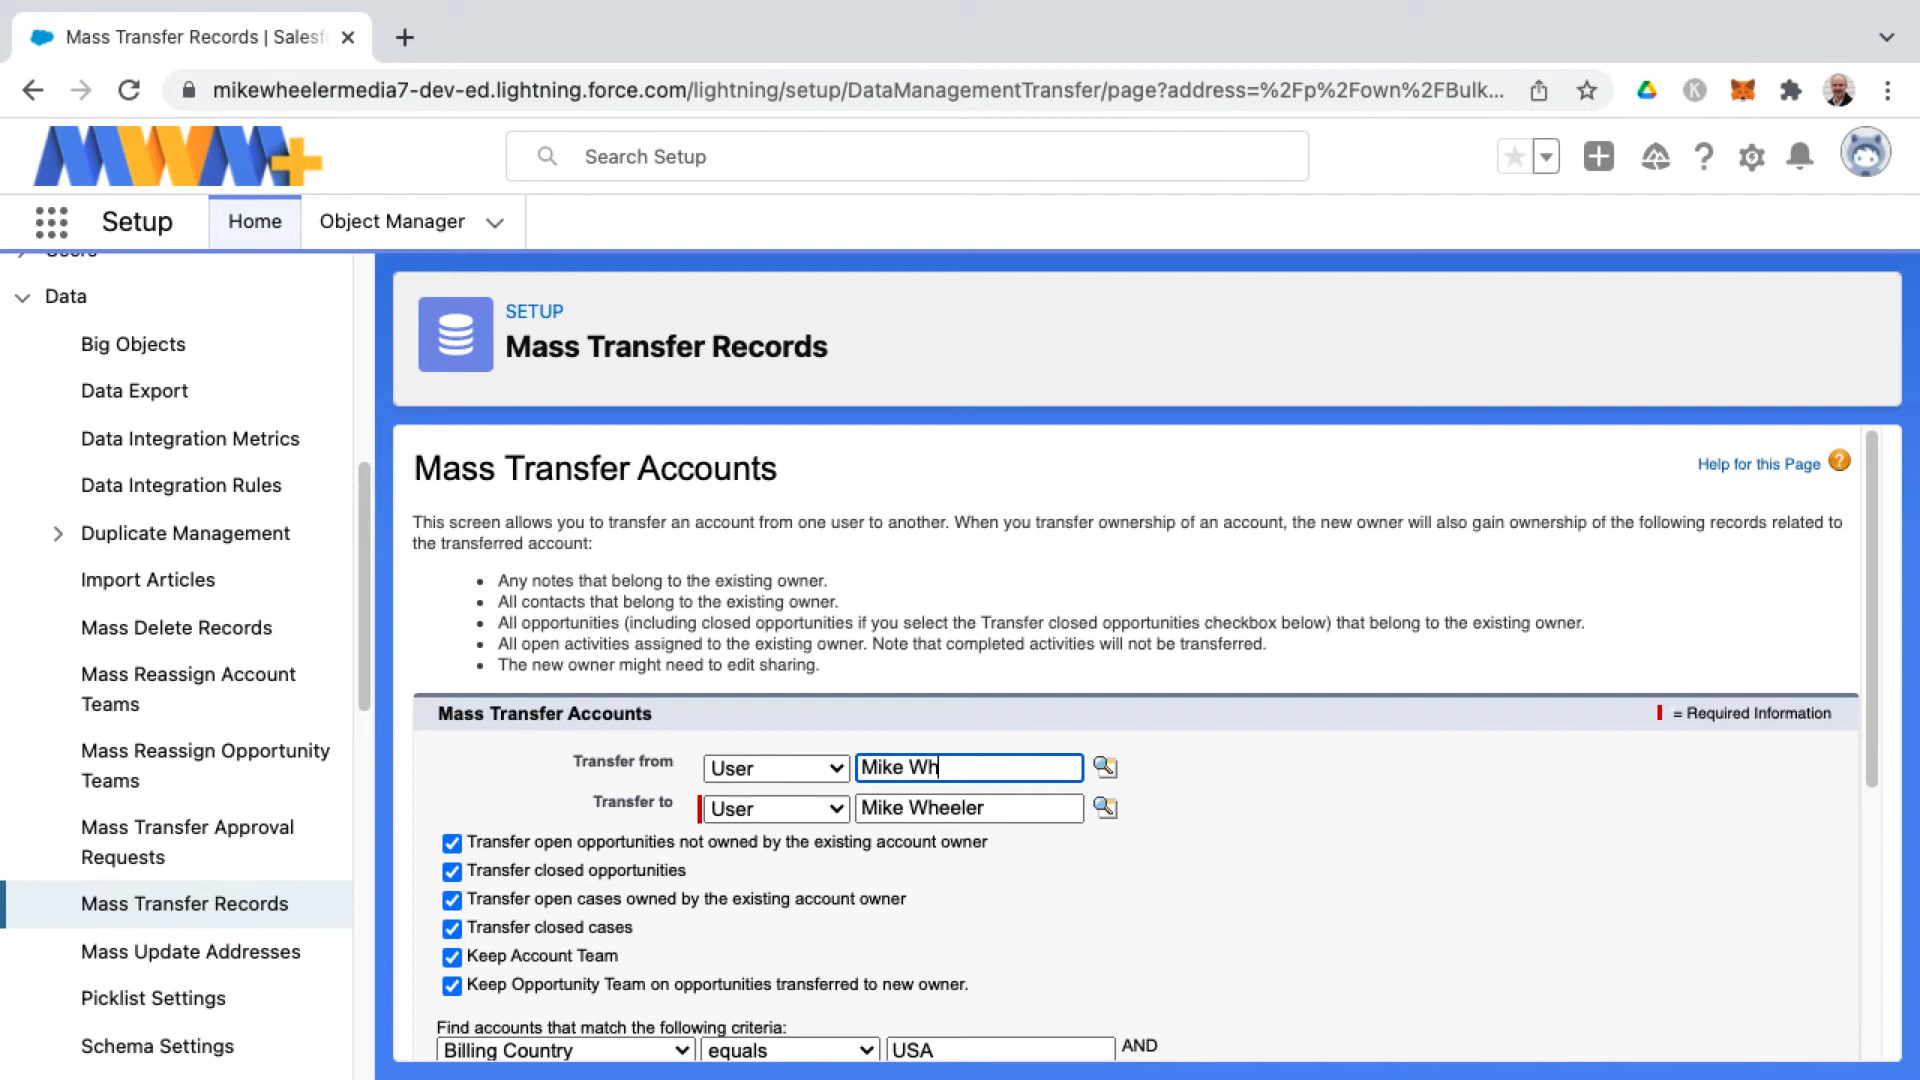 Mass Transfer Records | Salesf
mikewheelermedia7-dev-ed.lightning.force.com/lightning/setup/DataManagementTransfer/page?address=%2Fp%2Fown%2FBulk...
K
MWM+
Search Setup
Setup
Home
Object Manager
Users
Data
Big Objects
Data Export
Data Integration Metrics
Data Integration Rules
Duplicate Management
Import Articles
Mass Delete Records
Mass Reassign Account
Teams
Mass Reassign Opportunity
Teams
Mass Transfer Approval
Requests
Mass Transfer Records
Mass Update Addresses
Picklist Settings
Schema Settings
SETUP
Mass Transfer Records
Mass Transfer Accounts
Help for this Page ?
This screen allows you to transfer an account from one user to another. When you transfer ownership of an account, the new owner will also gain ownership of the following records related to
the transferred account:
• Any notes that belong to the existing owner.
• All contacts that belong to the existing owner.
• All opportunities (including closed opportunities if you select the Transfer closed opportunities checkbox below) that belong to the existing owner.
• All open activities assigned to the existing owner. Note that completed activities will not be transferred.
• The new owner might need to edit sharing.
Mass Transfer Accounts
= Required Information
Transfer from User Mike Wh
Transfer to User Mike Wheeler
Transfer open opportunities not owned by the existing account owner
Transfer closed opportunities
Transfer open cases owned by the existing account owner
Transfer closed cases
Keep Account Team
Keep Opportunity Team on opportunities transferred to new owner.
Find accounts that match the following criteria:
Billing Country equals USA AND